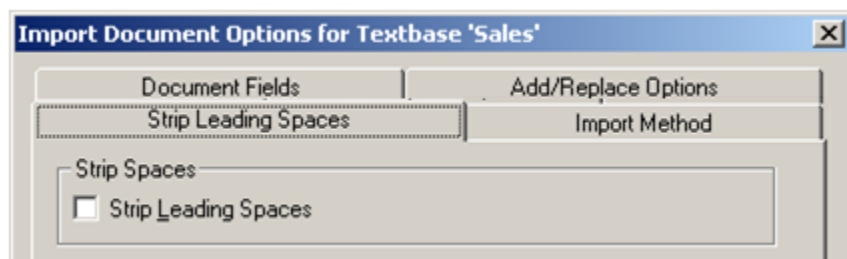 Import Document Options for Textbase 'Sales'
Document Fields Add/Replace Options
Strip Leading Spaces Import Method
Strip Spaces
Strip Leading Spaces